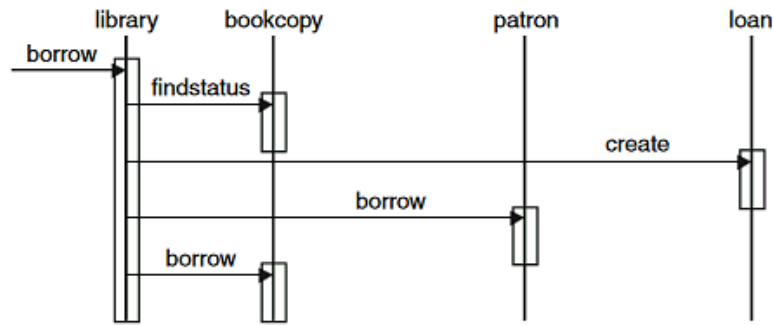 library bookcopy patron loan
borrow
findstatus
create
borrow
borrow